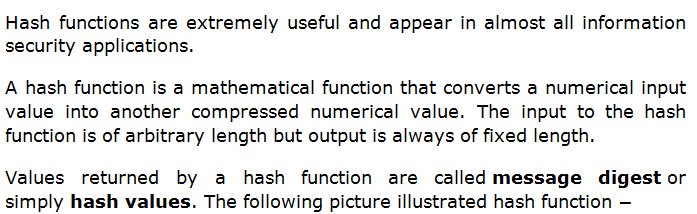 Hash functions are extremely useful and appear in almost all information
security applications.
A hash function is a mathematical function that converts a numerical input
value into another compressed numerical value. The input to the hash
function is of arbitrary length but output is always of fixed length.
Values returned by a hash function are called message digest or
simply hash values. The following picture illustrated hash function −